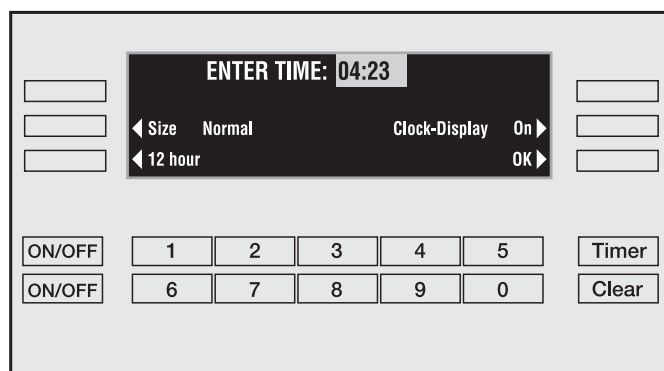 ENTER TIME: 04:23
Size Normal Clock-Display On
12 hour OK
ON/OFF 1 2 3 4 5 Timer
ON/OFF 6 7 8 9 0 Clear